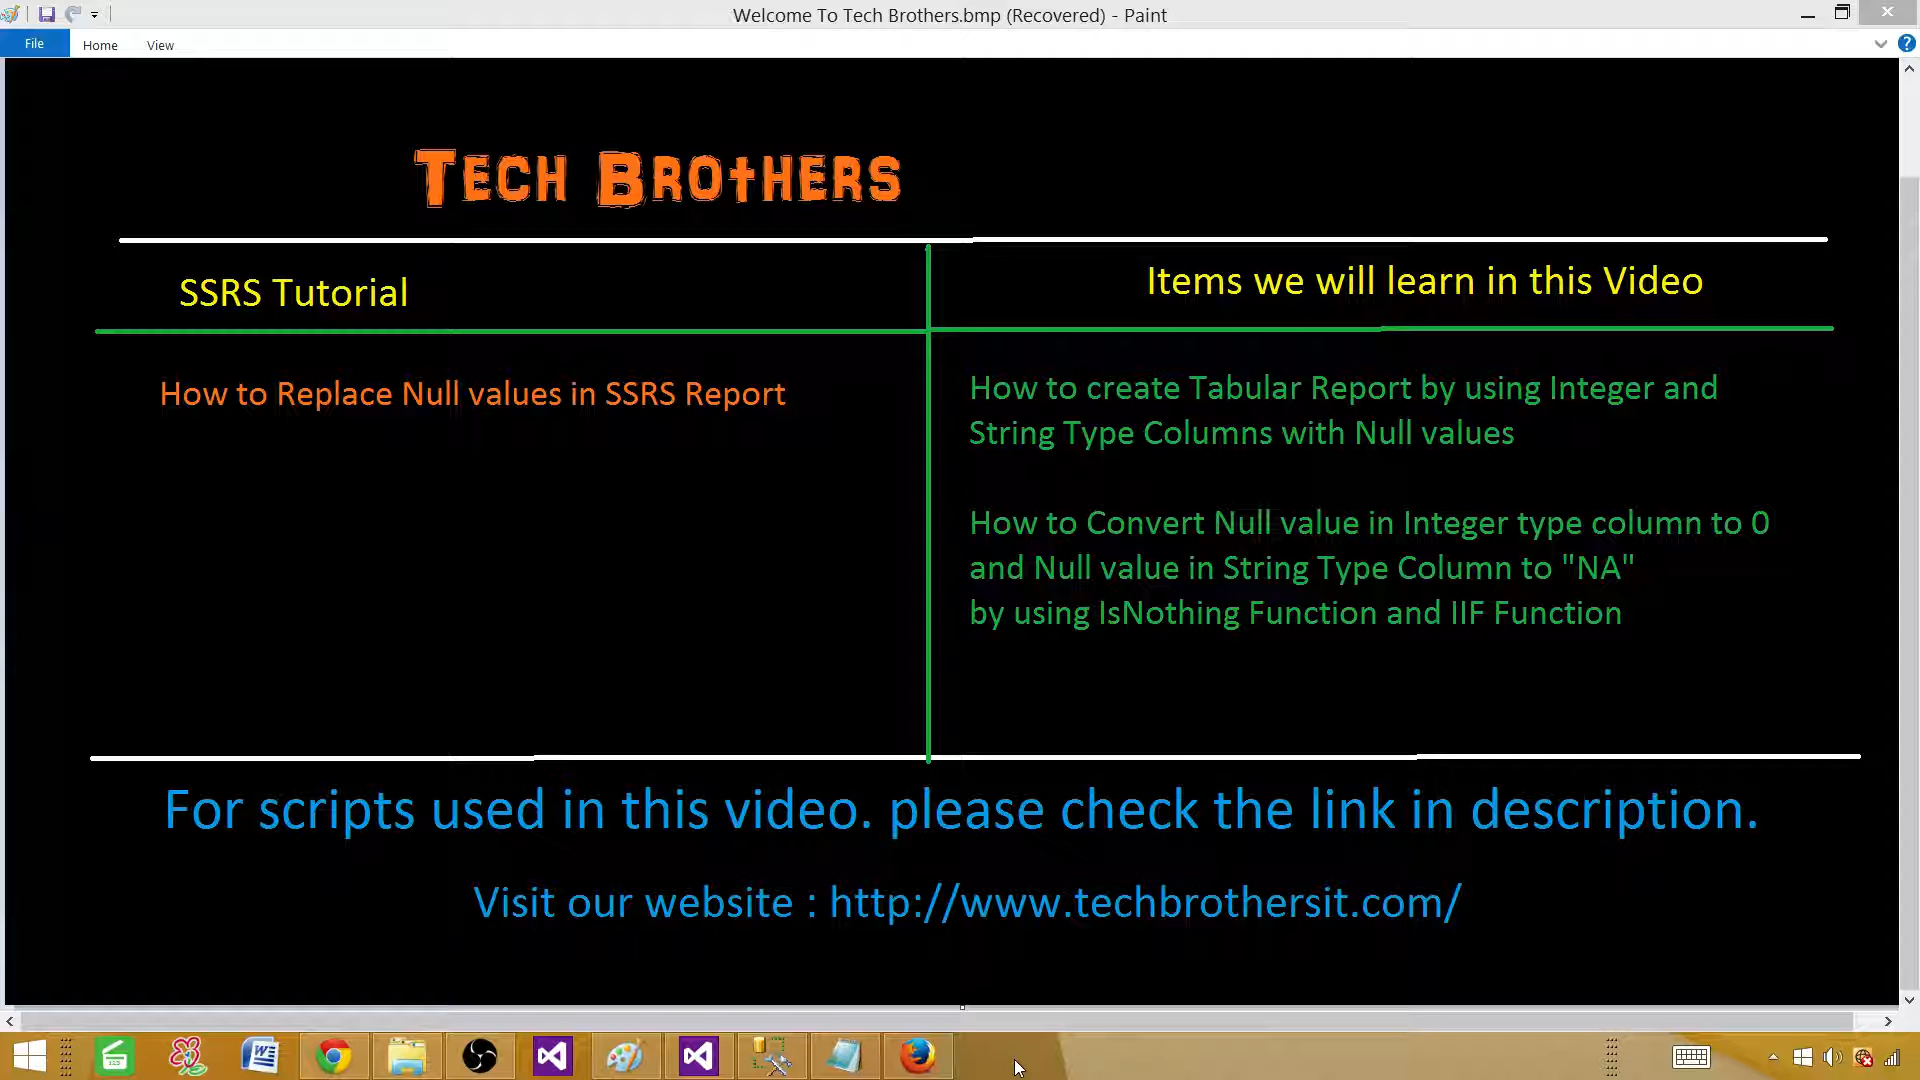 Welcome To Tech Brothers.bmp (Recovered) - Paint
File
Home
View
Tech Brothers
SSRS Tutorial
Items we will learn in this Video
How to Replace Null values in SSRS Report
How to create Tabular Report by using Integer and
String Type Columns with Null values
How to Convert Null value in Integer type column to 0
and Null value in String Type Column to "NA"
by using IsNothing Function and IIF Function
For scripts used in this video. please check the link in description.
Visit our website : http://www.techbrothersit.com/